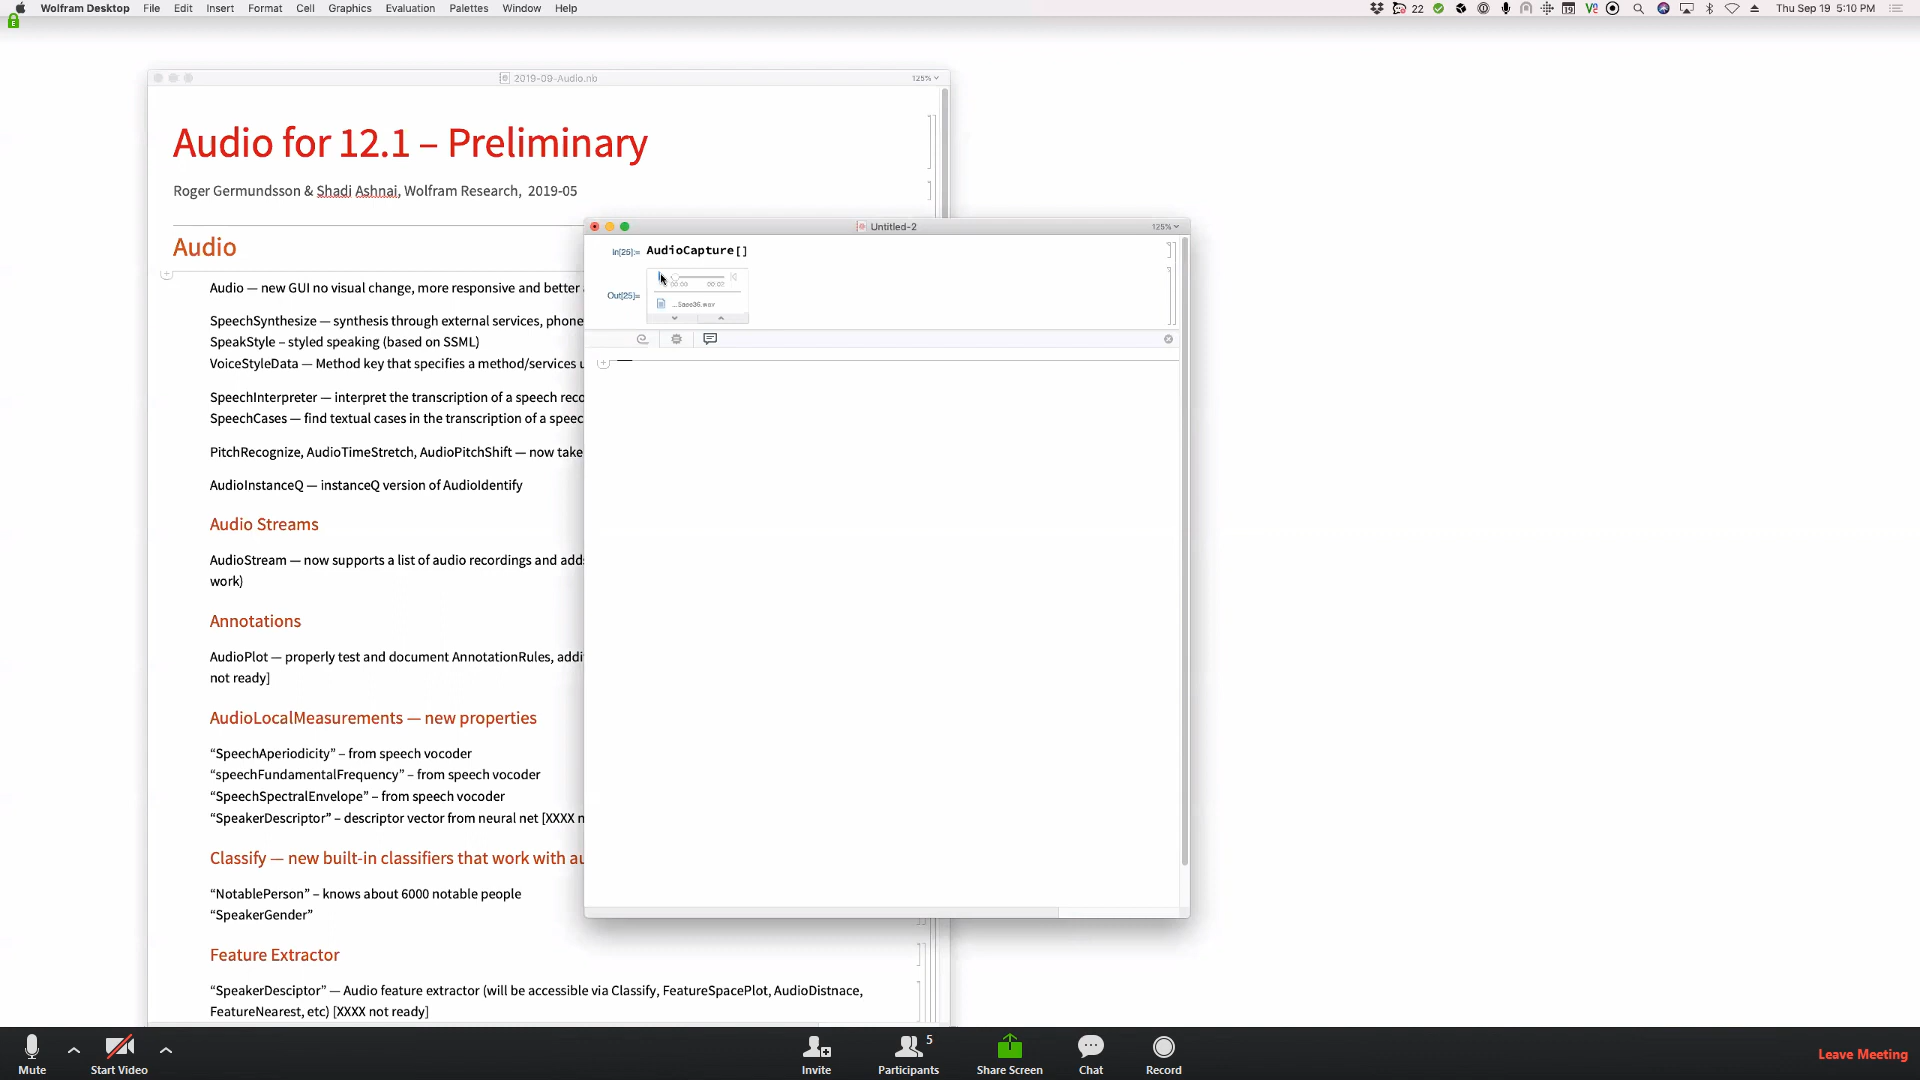 Wolfram Desktop File Edit Insert Format Cell Graphics Evaluation Palettes Window Help
22 19 Thu Sep 19 5:10 PM
2019-09-Audio.nb 125%
Audio for 12.1 – Preliminary
Roger Germundsson & Shadi Ashnai, Wolfram Research, 2019-05
Audio
Audio — new GUI no visual change, more responsive and better
SpeechSynthesize — synthesis through external services, phone
SpeakStyle – styled speaking (based on SSML)
VoiceStyleData — Method key that specifies a method/services u
SpeechInterpreter — interpret the transcription of a speech reco
SpeechCases — find textual cases in the transcription of a speec
PitchRecognize, AudioTimeStretch, AudioPitchShift — now take
AudioInstanceQ — instanceQ version of AudioIdentify
Audio Streams
AudioStream — now supports a list of audio recordings and add
work)
Annotations
AudioPlot — properly test and document AnnotationRules, addi
not ready]
AudioLocalMeasurements — new properties
“SpeechAperiodicity” – from speech vocoder
“speechFundamentalFrequency” – from speech vocoder
“SpeechSpectralEnvelope” – from speech vocoder
“SpeakerDescriptor” – descriptor vector from neural net [XXXX n
Classify — new built-in classifiers that work with au
“NotablePerson” – knows about 6000 notable people
“SpeakerGender”
Feature Extractor
“SpeakerDesciptor” — Audio feature extractor (will be accessible via Classify, FeatureSpacePlot, AudioDistnace,
FeatureNearest, etc) [XXXX not ready]
Untitled-2 125%
In[25]:= AudioCapture[]
00:00 00:02
Out[25]=
Mute Start Video Invite Participants 5 Share Screen Chat Record Leave Meeting